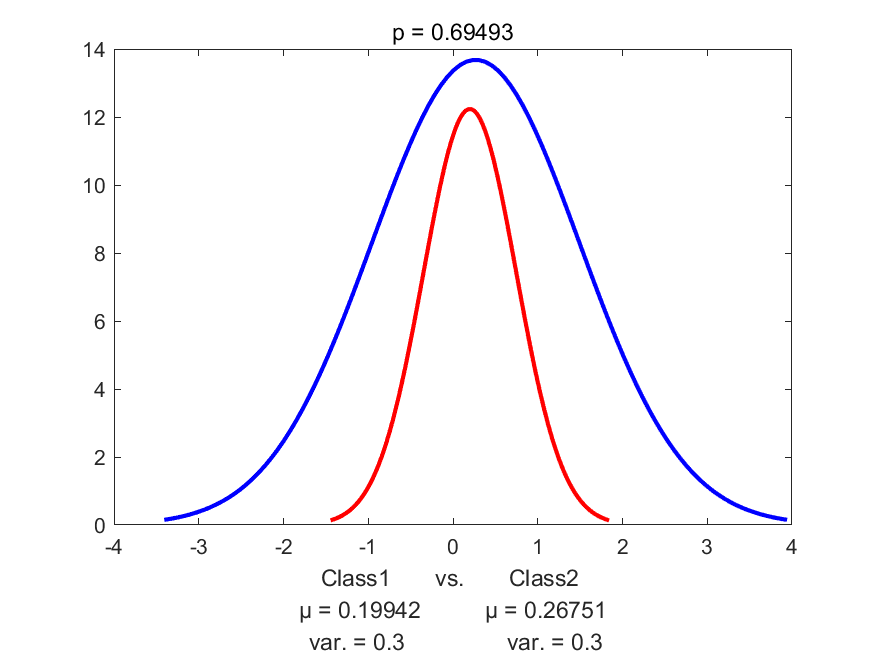 p = 0.69493
14
12
10
8
6
4
2
0
-4 -3 -2 -1 0 1 2 3 4
Class1 vs. Class2
μ = 0.19942 μ = 0.26751
var. = 0.3 var. = 0.3